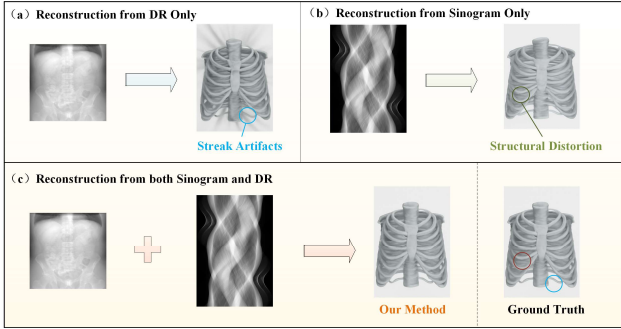 （a）Reconstruction from DR Only
Streak Artifacts
（b）Reconstruction from Sinogram Only
Structural Distortion
（c）Reconstruction from both Sinogram and DR
Our Method
Ground Truth